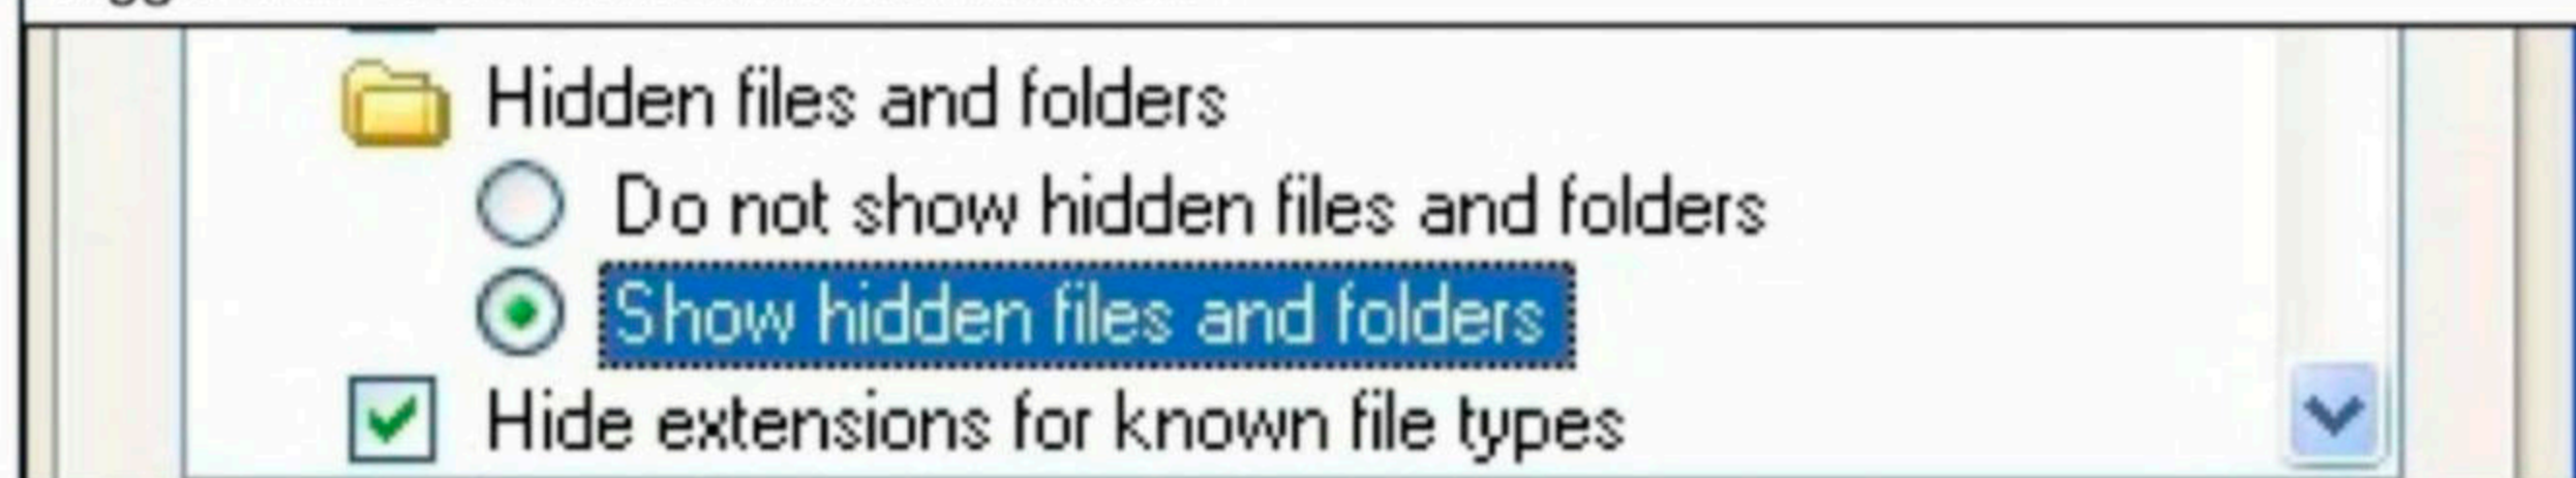 Hidden files and folders
Do not show hidden files and folders
Show hidden files and folders
Hide extensions for known file types